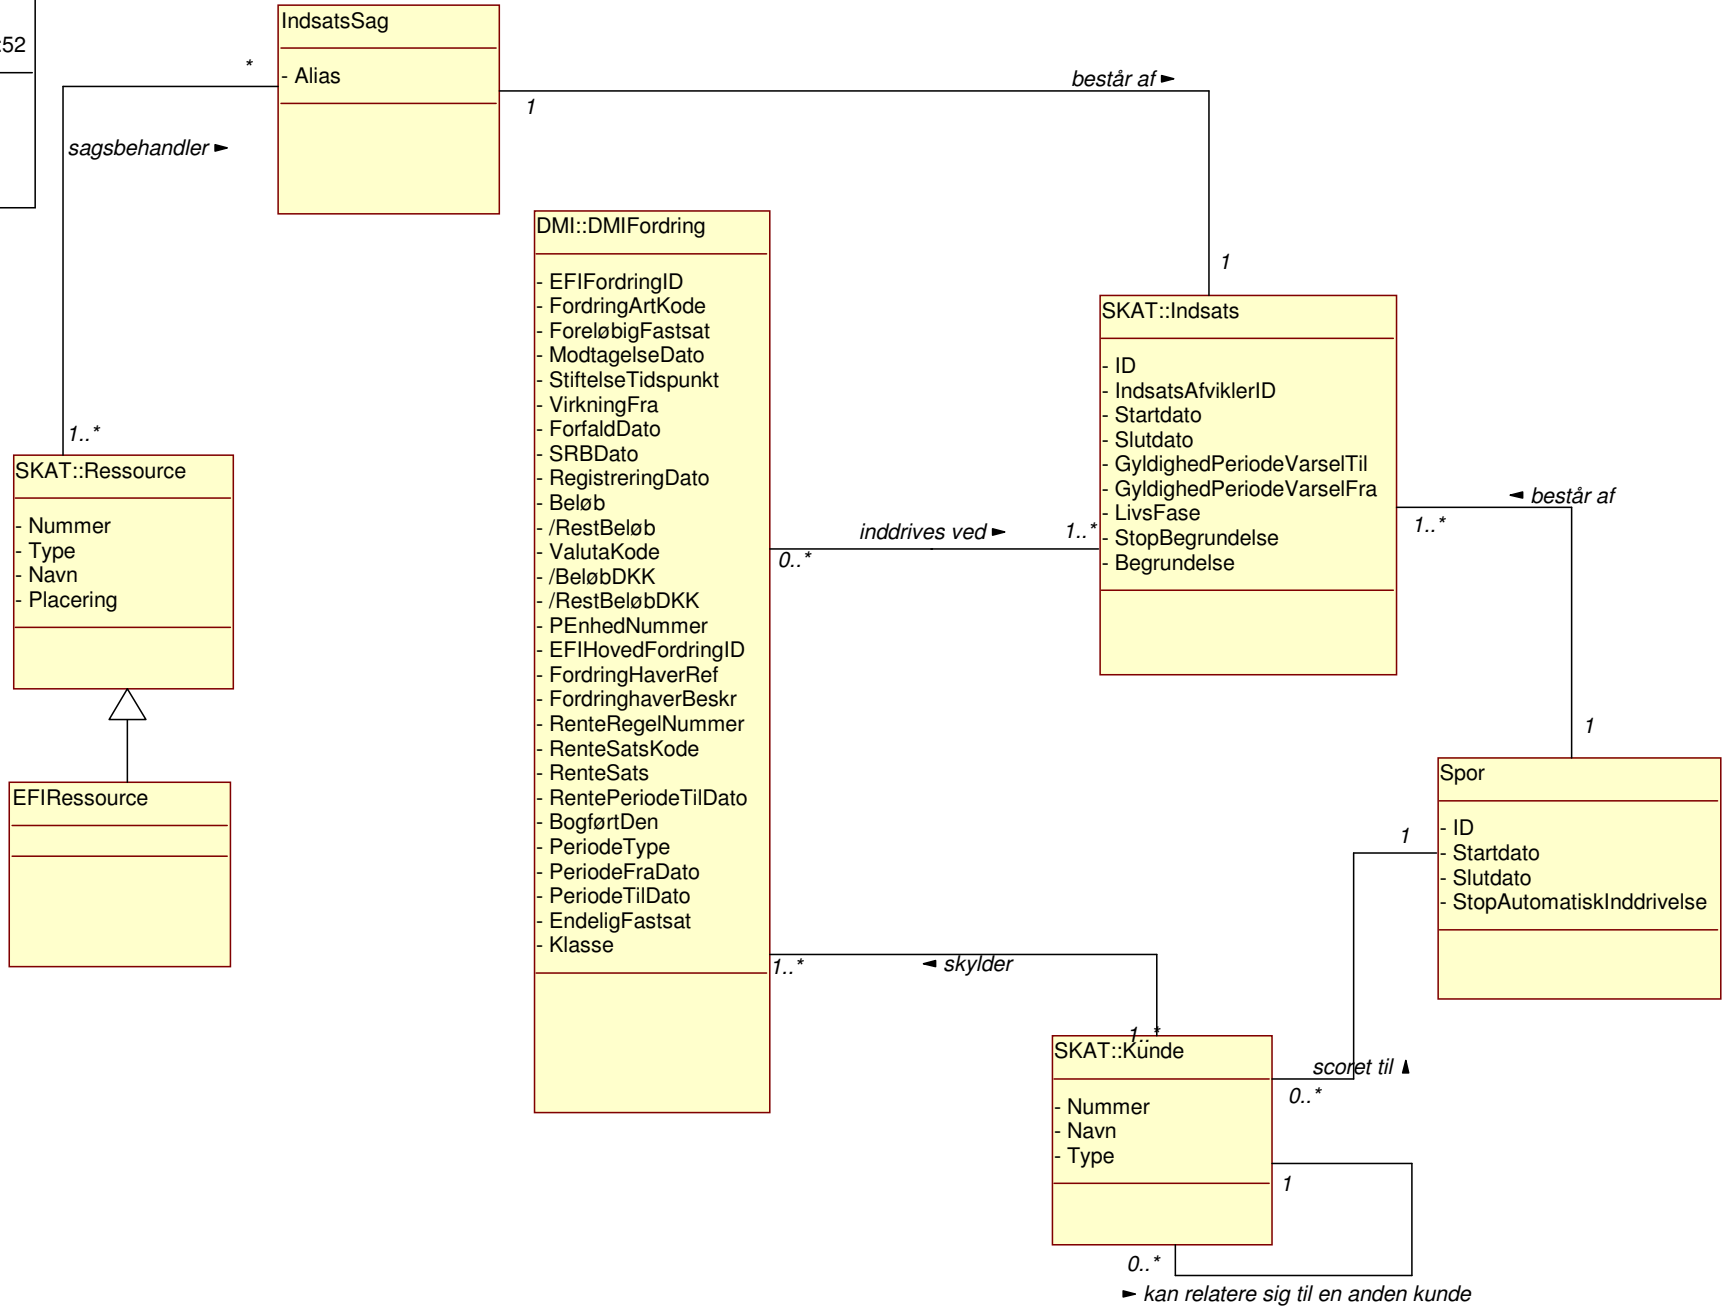 :52
IndsatsSag
- Alias
*
1
består af ►
sagsbehandler ►
1
1..*
SKAT::Ressource
- Nummer
- Type
- Navn
- Placering
EFIRessource
DMI::DMIFordring
- EFIFordringID
- FordringArtKode
- ForeløbigFastsat
- ModtagelseDato
- StiftelseTidspunkt
- VirkningFra
- ForfaldDato
- SRBDato
- RegistreringDato
- Beløb
- /RestBeløb
- ValutaKode
- /BeløbDKK
- /RestBeløbDKK
- PEnhedNummer
- EFIHovedFordringID
- FordringHaverRef
- FordringhaverBeskr
- RenteRegelNummer
- RenteSatsKode
- RenteSats
- RentePeriodeTilDato
- BogførtDen
- PeriodeType
- PeriodeFraDato
- PeriodeTilDato
- EndeligFastsat
- Klasse
inddrives ved ►
0..*
1..*
SKAT::Indsats
- ID
- IndsatsAfviklerID
- Startdato
- Slutdato
- GyldighedPeriodeVarselTil
- GyldighedPeriodeVarselFra
- LivsFase
- StopBegrundelse
- Begrundelse
◄ består af
1..*
1
Spor
- ID
- Startdato
- Slutdato
- StopAutomatiskInddrivelse
1
1..*
◄ skylder
1..*
SKAT::Kunde
- Nummer
- Navn
- Type
scoret til ▲
0..*
1
0..*
► kan relatere sig til en anden kunde